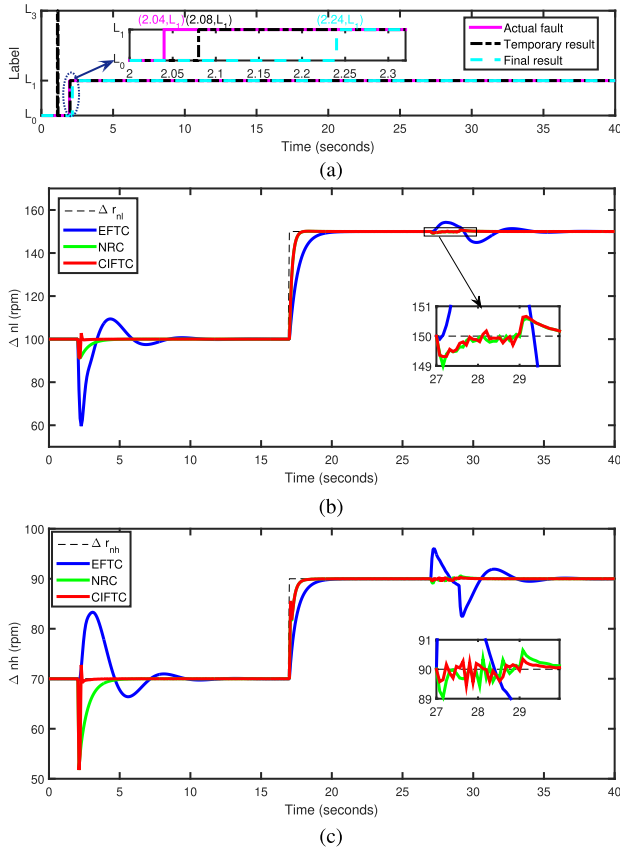 L3
(2.04,L1)(2.08,L1)
(2.24,L1)
L1
L0
2 2.05 2.1 2.15 2.2 2.25 2.3
Actual fault
Temporary result
Final result
Label
L1
L0
0 5 10 15 20 25 30 35 40
Time (seconds)
(a)
160
140
120
100
80
60
Δ nl (rpm)
Δ rnl
EFTC
NRC
CIFTC
151
150
149
27 28 29
0 5 10 15 20 25 30 35 40
Time (seconds)
(b)
100
90
80
70
60
50
Δ nh (rpm)
Δ rnh
EFTC
NRC
CIFTC
91
90
89
27 28 29
0 5 10 15 20 25 30 35 40
Time (seconds)
(c)